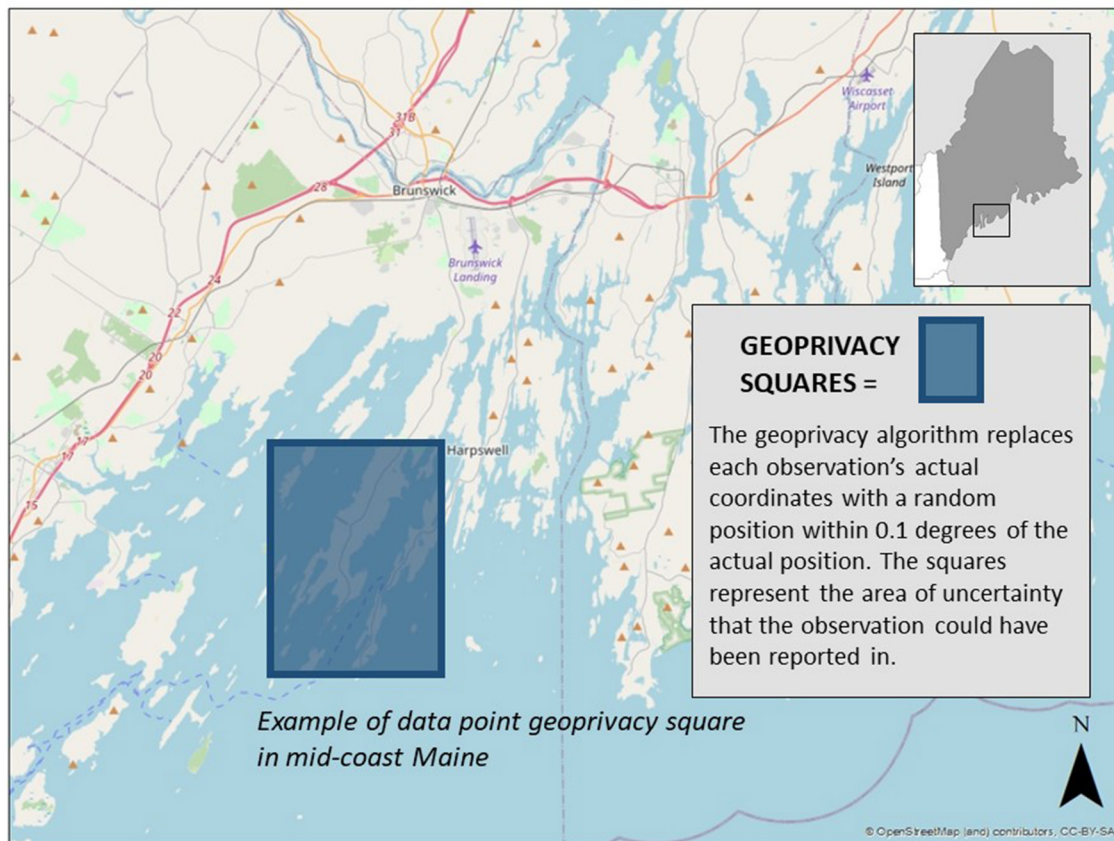 31B
31
Wiscasset
Airport
Westport
Island
28
Brunswick
Brunswick
Landing
24
22
20
20
17
17
15
Harpswell
GEOPRIVACY
SQUARES =
The geoprivacy algorithm replaces
each observation's actual
coordinates with a random
position within 0.1 degrees of the
actual position. The squares
represent the area of uncertainty
that the observation could have
been reported in.
Example of data point geoprivacy square
in mid-coast Maine
N
© OpenStreetMap (and) contributors, CC-BY-SA